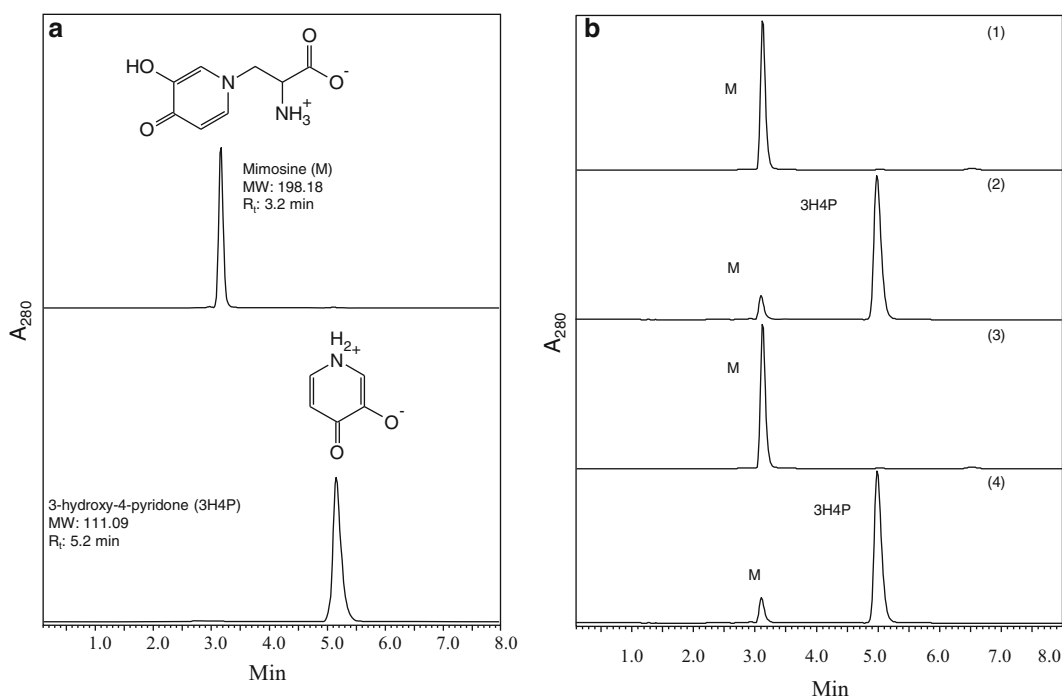 a
O
HO
N
O⁻
NH₃⁺
O
Mimosine (M)
MW: 198.18
Rₜ: 3.2 min
A₂₈₀
H₂₊
N
O⁻
O
3-hydroxy-4-pyridone (3H4P)
MW: 111.09
Rₜ: 5.2 min
1.0 2.0 3.0 4.0 5.0 6.0 7.0 8.0
Min
b
(1)
M
(2)
3H4P
M
A₂₈₀
(3)
M
(4)
3H4P
M
1.0 2.0 3.0 4.0 5.0 6.0 7.0 8.0
Min